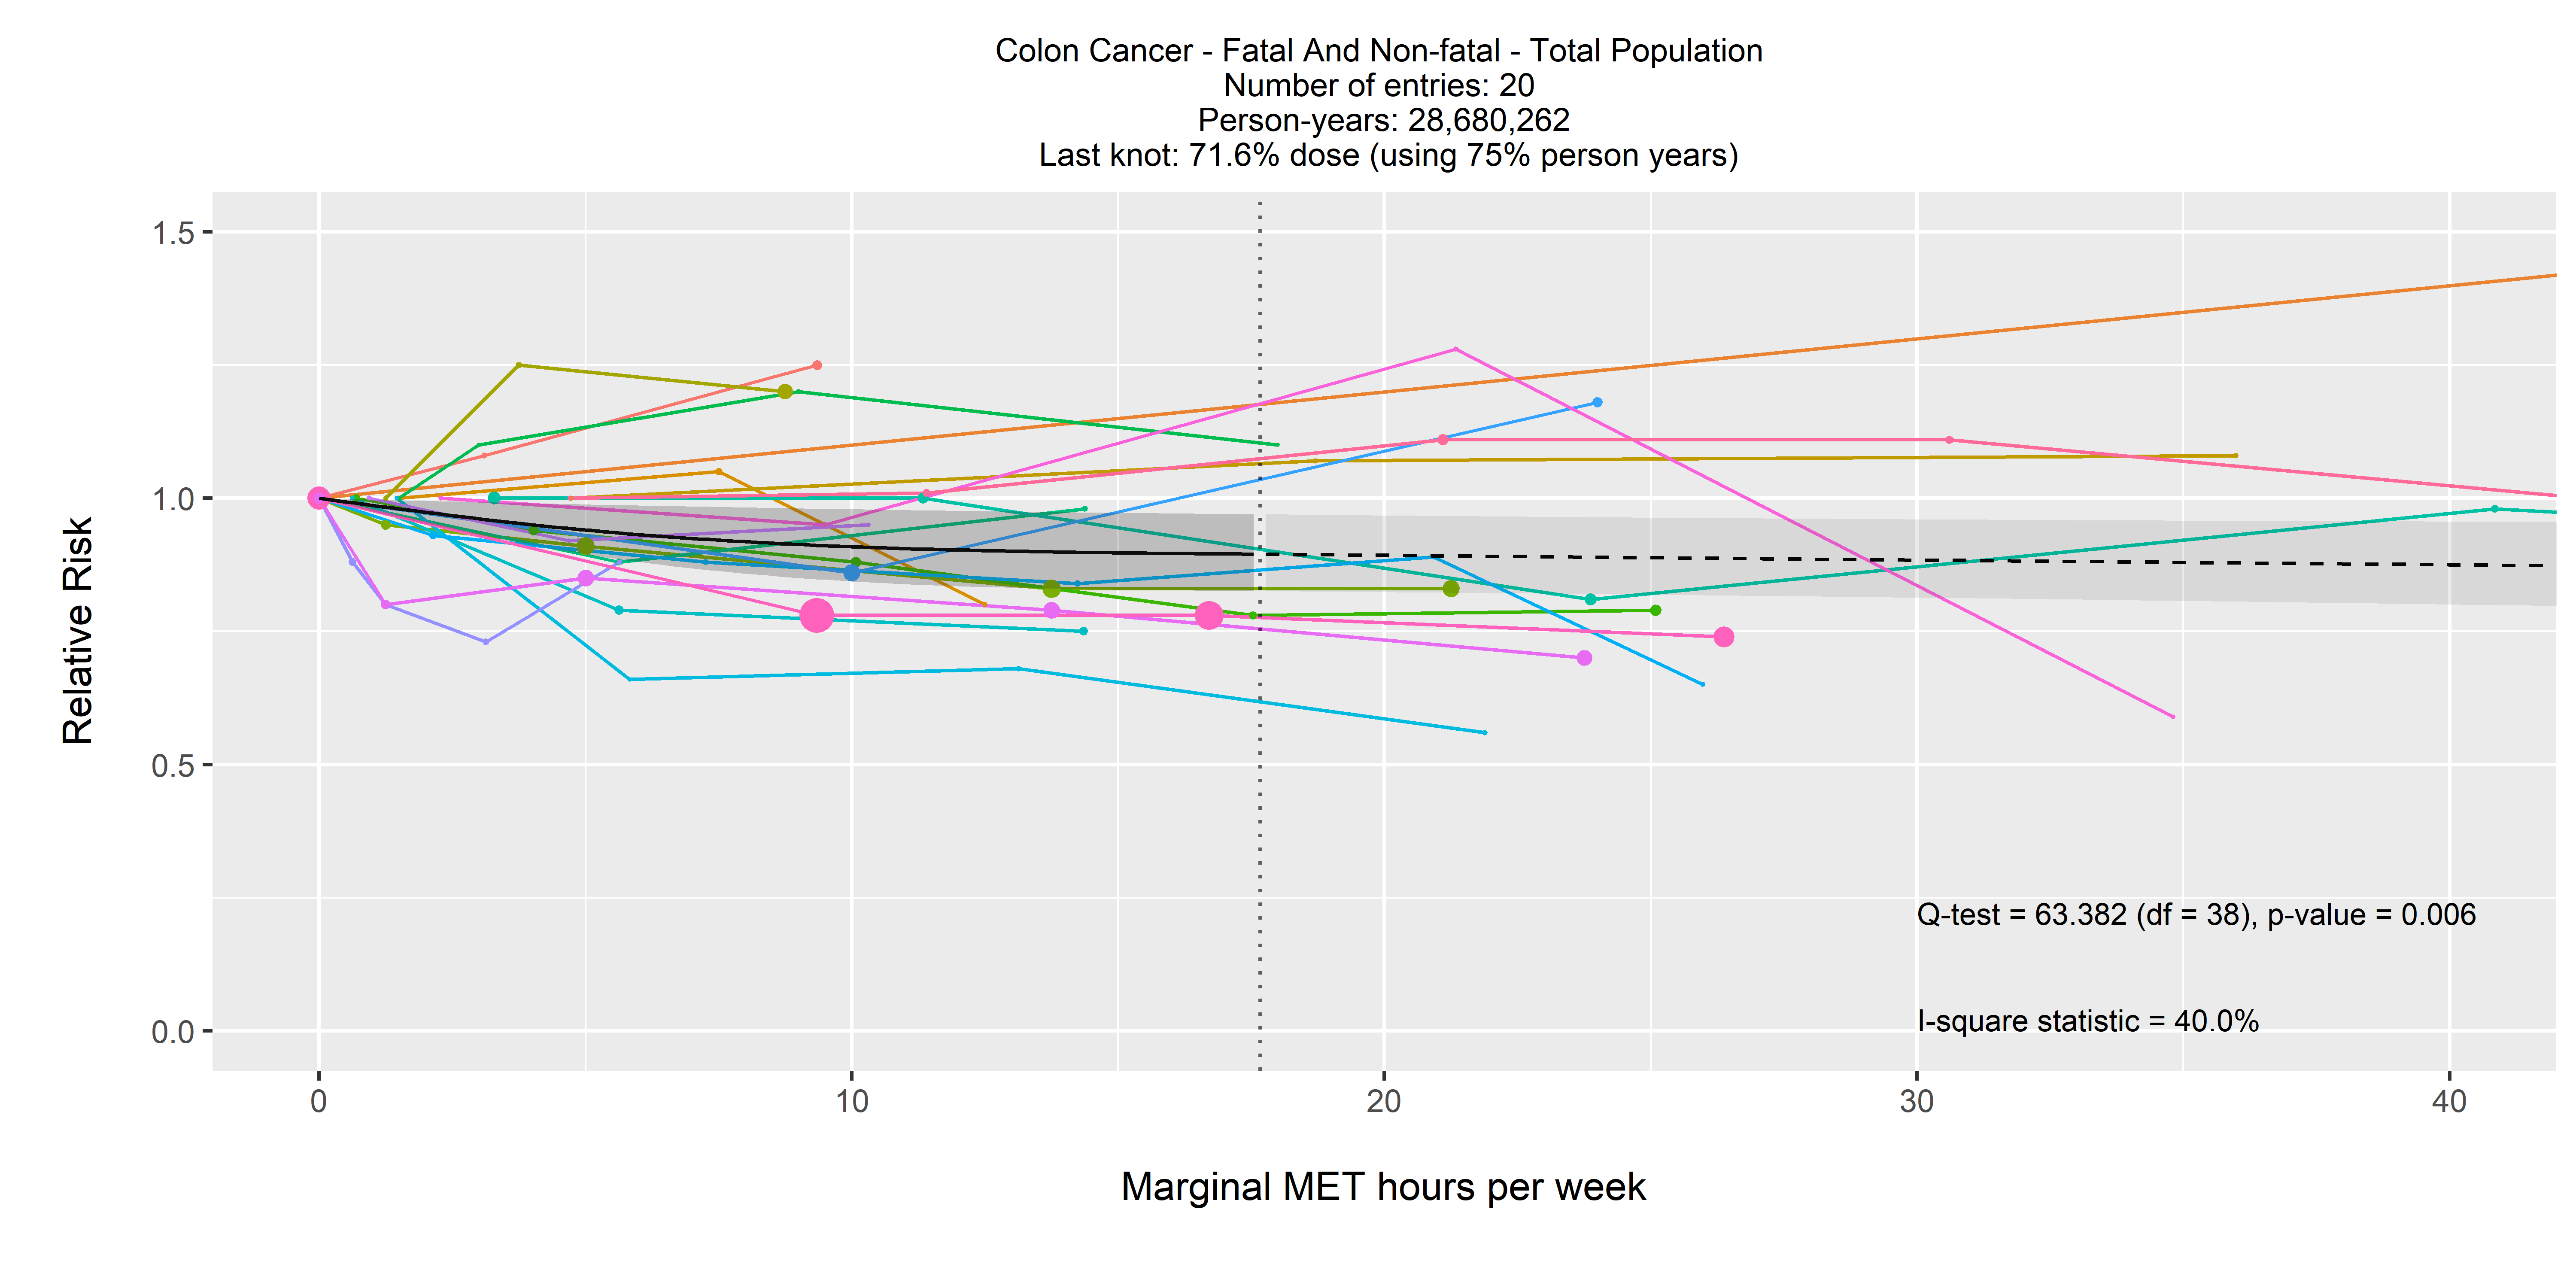 Colon Cancer - Fatal And Non-fatal - Total Population
Number of entries: 20
Person-years: 28,680,262
Last knot: 71.6% dose (using 75% person years)
1.5
1.0
0.5
0.0
Relative Risk
Q-test = 63.382 (df = 38), p-value = 0.006
I-square statistic = 40.0%
0 10 20 30 40
Marginal MET hours per week